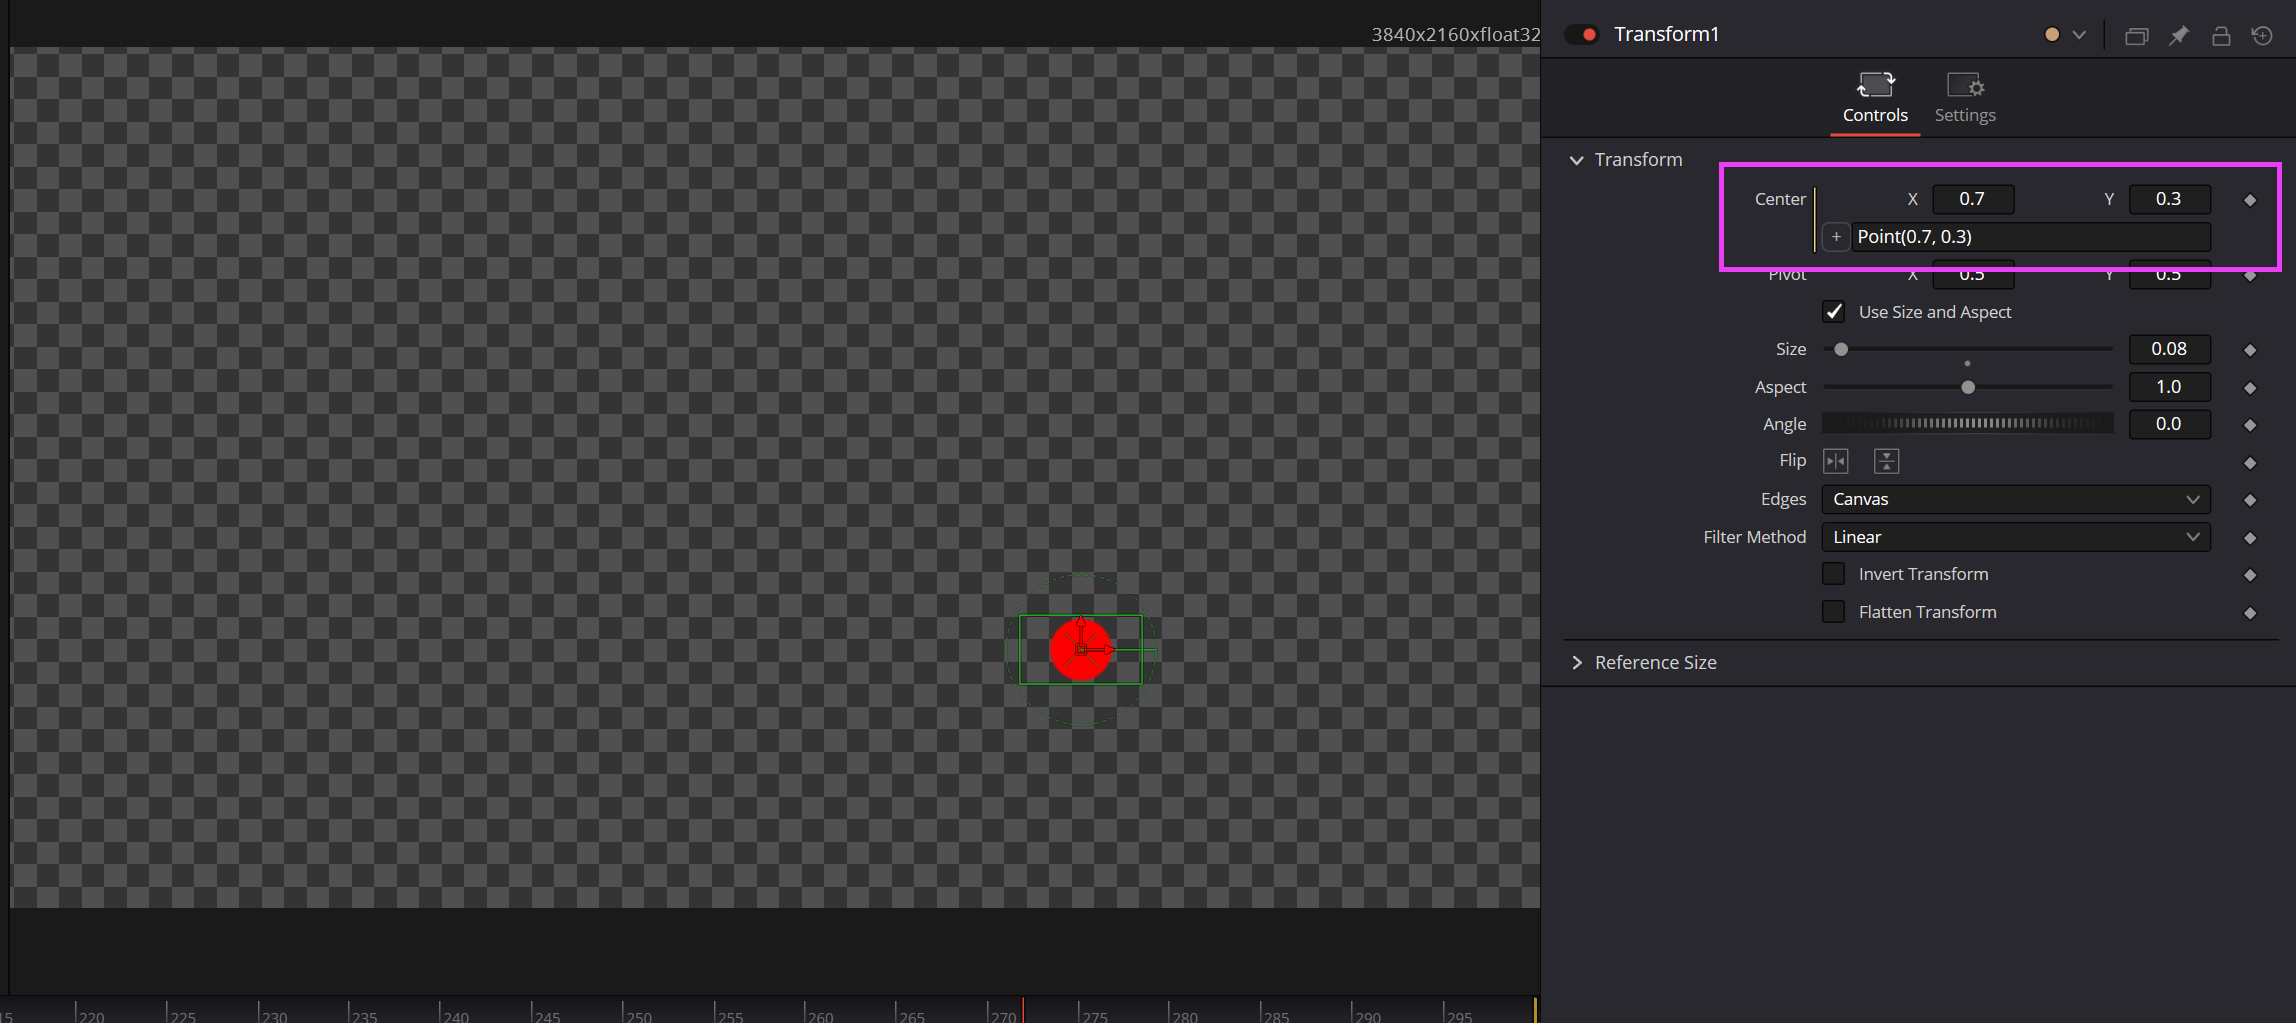 3840x2160xfloat32
Transform1
Controls Settings
Transform
Center X 0.7 Y 0.3
+ Point(0.7, 0.3)
Pivot X 0.5 Y 0.5
Use Size and Aspect
Size 0.08
Aspect 1.0
Angle 0.0
Flip
Edges Canvas
Filter Method Linear
Invert Transform
Flatten Transform
Reference Size
15 220 225 230 235 240 245 250 255 260 265 270 275 280 285 290 295